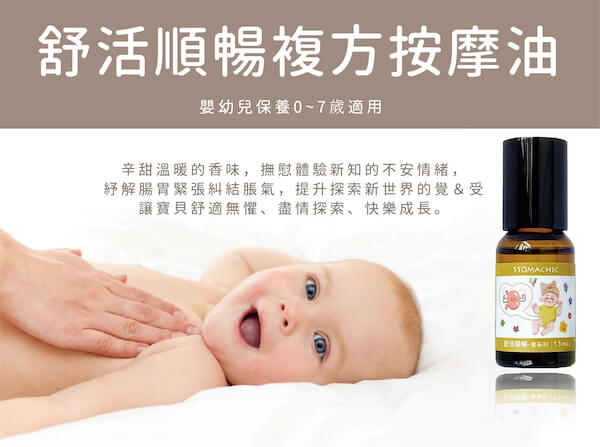 舒活順暢複方按摩油
嬰幼兒保養0~7歲適用
辛甜溫暖的香味，撫慰體驗新知的不安情緒，
紓解腸胃緊張糾結脹氣，提升探索新世界的覺＆受
讓寶貝舒適無懼、盡情探索、快樂成長。
STOMACHIC
舒活順暢-寶系列 15mL